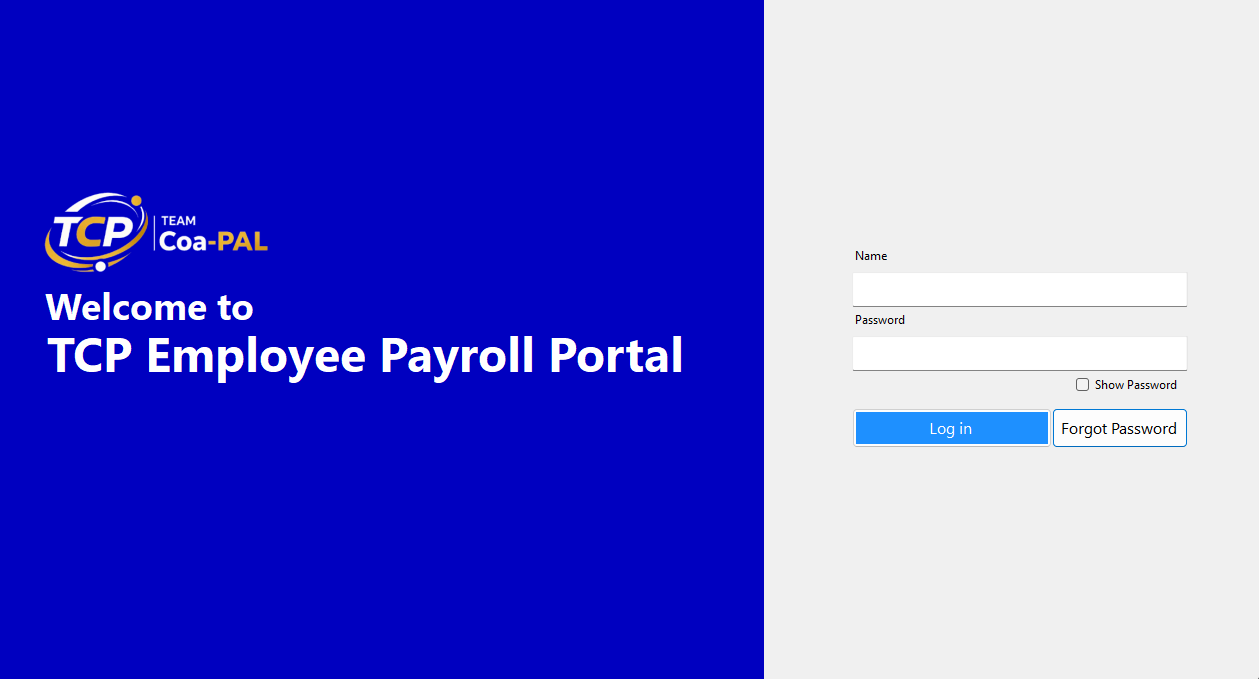 TCP
TEAM
Coa-PAL
Welcome to
TCP Employee Payroll Portal
Name
Password
Show Password
Log in
Forgot Password